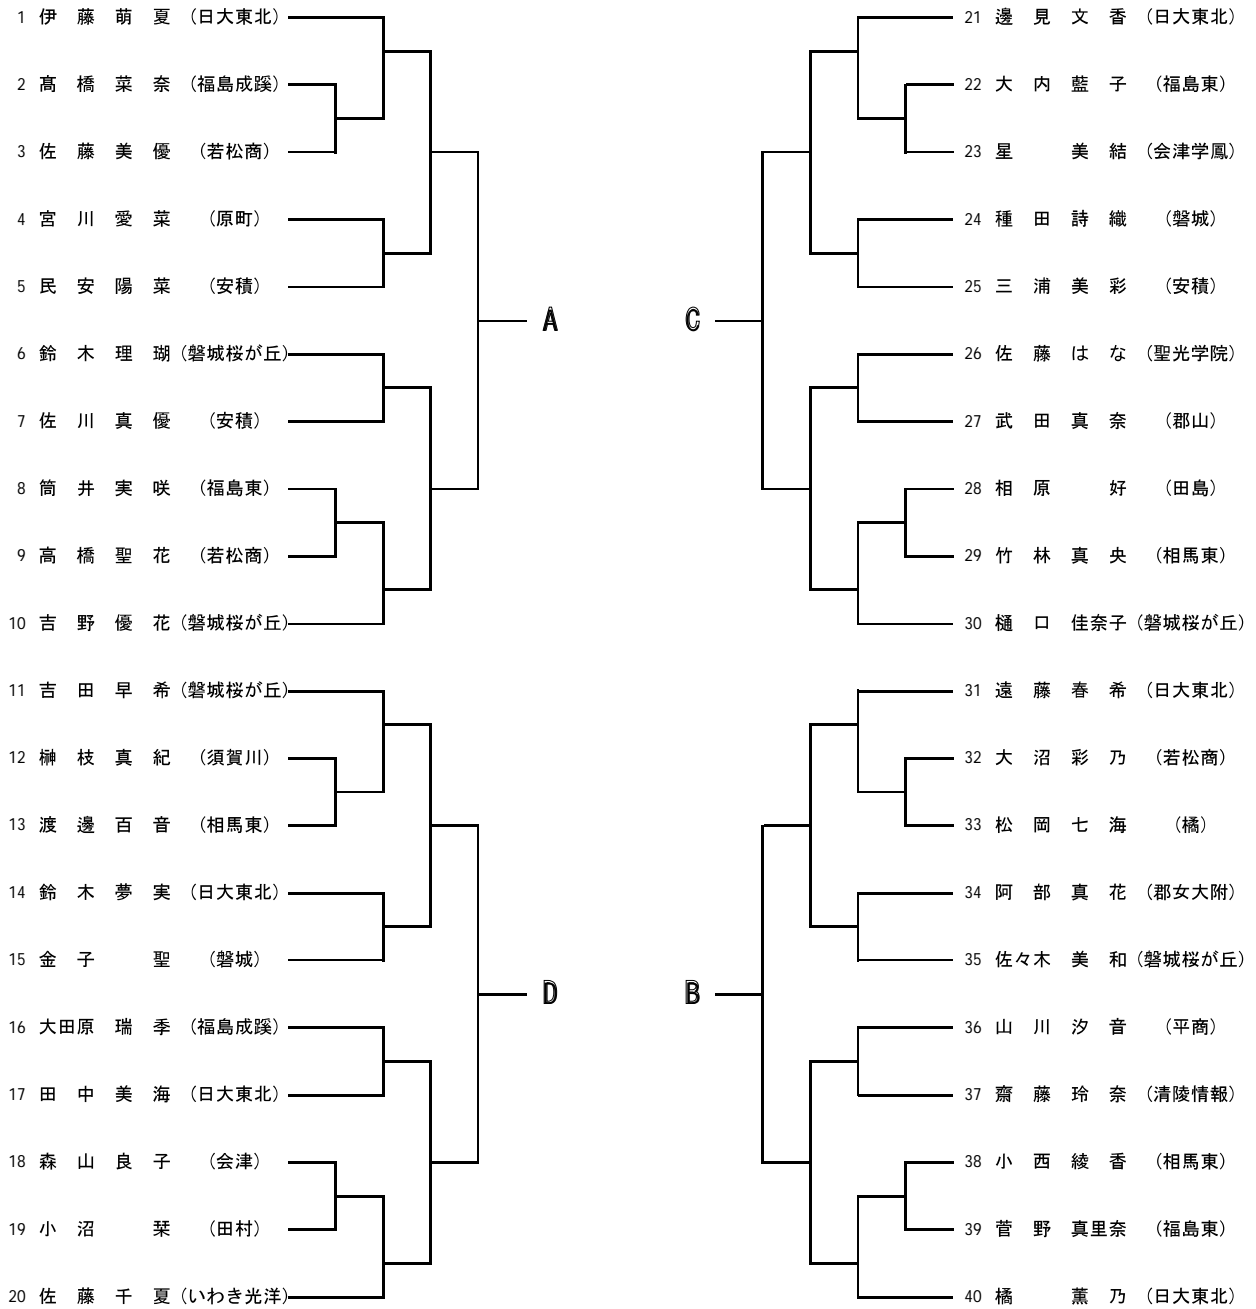 1 伊藤萌夏 (日大東北)
2 髙橋菜奈 (福島成蹊)
3 佐藤美優 (若松商)
4 宮川愛菜 (原町)
5 民安陽菜 (安積)
A
6 鈴木理瑚 (磐城桜が丘)
7 佐川真優 (安積)
8 筒井実咲 (福島東)
9 高橋聖花 (若松商)
10 吉野優花 (磐城桜が丘)
11 吉田早希 (磐城桜が丘)
12 榊枝真紀 (須賀川)
13 渡邊百音 (相馬東)
14 鈴木夢実 (日大東北)
15 金子聖 (磐城)
D
16 大田原瑞季 (福島成蹊)
17 田中美海 (日大東北)
18 森山良子 (会津)
19 小沼栞 (田村)
20 佐藤千夏 (いわき光洋)
21 邊見文香 (日大東北)
22 大内藍子 (福島東)
23 星美結 (会津学鳳)
24 種田詩織 (磐城)
25 三浦美彩 (安積)
C
26 佐藤はな (聖光学院)
27 武田真奈 (郡山)
28 相原好 (田島)
29 竹林真央 (相馬東)
30 樋口佳奈子 (磐城桜が丘)
31 遠藤春希 (日大東北)
32 大沼彩乃 (若松商)
33 松岡七海 (橘)
34 阿部真花 (郡女大附)
35 佐々木美和 (磐城桜が丘)
B
36 山川汐音 (平商)
37 齋藤玲奈 (清陵情報)
38 小西綾香 (相馬東)
39 菅野真里奈 (福島東)
40 橘薫乃 (日大東北)